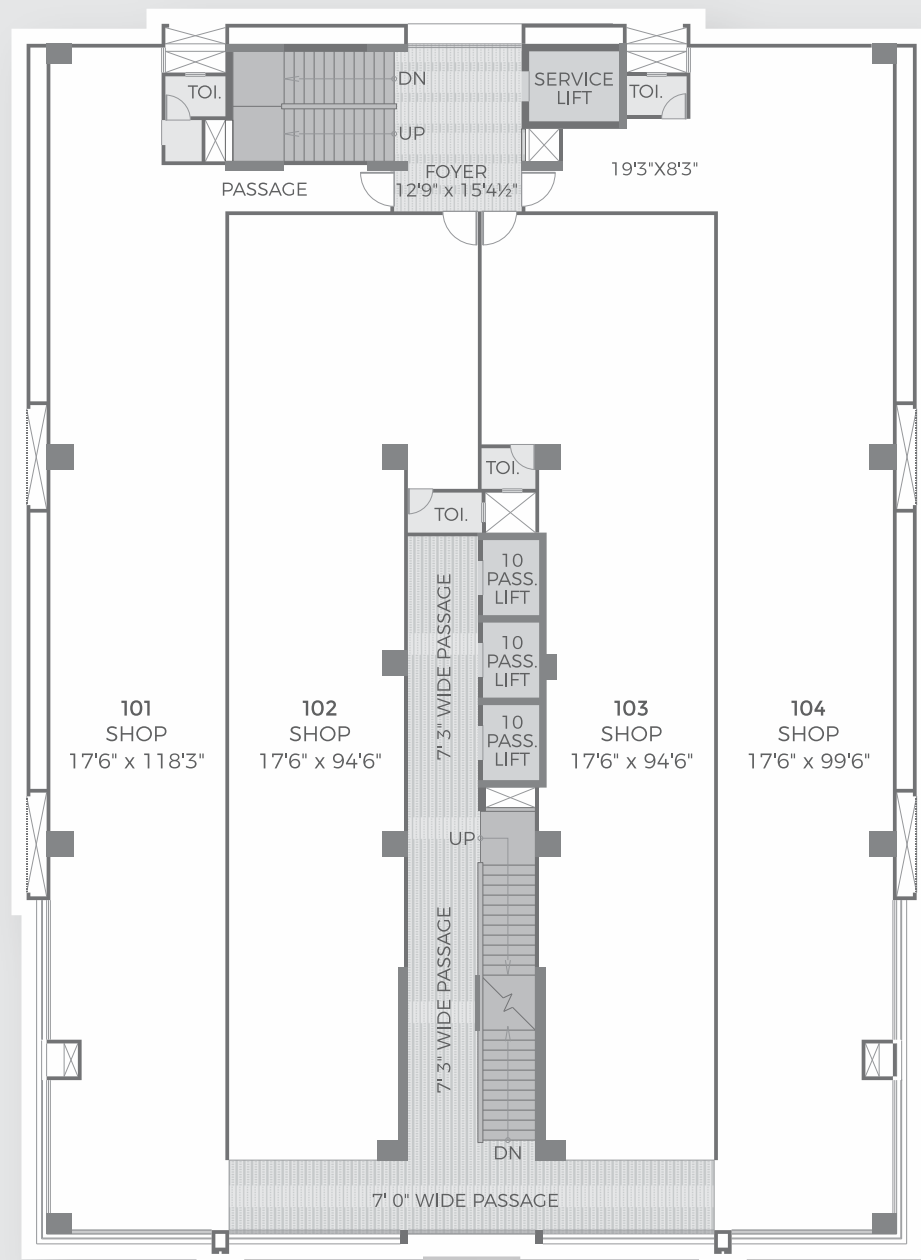 DN
TOI.
SERVICE
LIFT
TOI.
UP
FOYER
12'9" x 15'4½"
19'3"X8'3"
PASSAGE
TOI.
TOI.
10
PASS.
LIFT
7' 3" WIDE PASSAGE
10
PASS.
LIFT
101
SHOP
17'6" x 118'3"
102
SHOP
17'6" x 94'6"
10
PASS.
LIFT
103
SHOP
17'6" x 94'6"
104
SHOP
17'6" x 99'6"
UP
7' 3" WIDE PASSAGE
DN
7' 0" WIDE PASSAGE